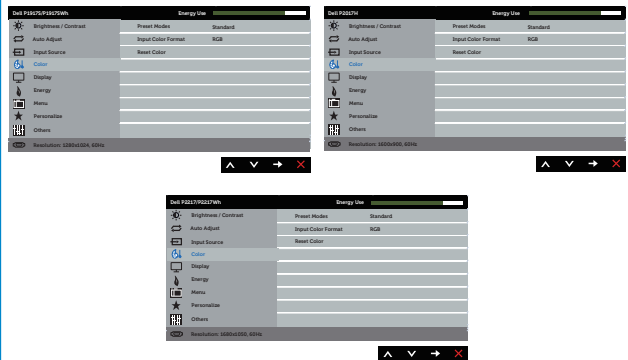 Dell P1917S/P1917SWh Energy Use
Brightness / Contrast Preset Modes Standard
Auto Adjust Input Color Format RGB
Input Source Reset Color
Color
Display
Energy
Menu
Personalize
Others
Resolution: 1280x1024, 60Hz
Dell P2017H Energy Use
Brightness / Contrast Preset Modes Standard
Auto Adjust Input Color Format RGB
Input Source Reset Color
Color
Display
Energy
Menu
Personalize
Others
Resolution: 1600x900, 60Hz
Dell P2217/P2217Wh Energy Use
Brightness / Contrast Preset Modes Standard
Auto Adjust Input Color Format RGB
Input Source Reset Color
Color
Display
Energy
Menu
Personalize
Others
Resolution: 1680x1050, 60Hz